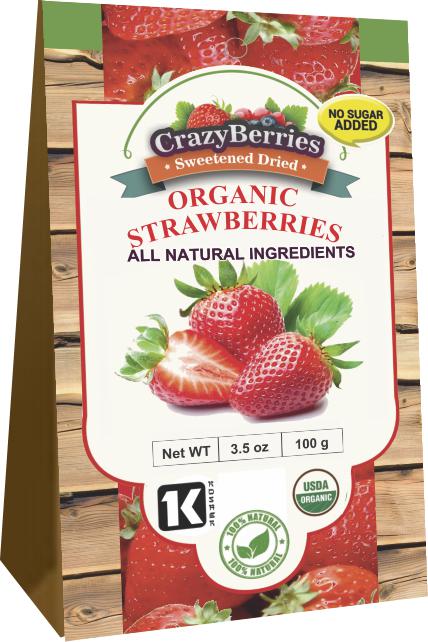 NO SUGAR
ADDED
CrazyBerries
• Sweetened Dried •
ORGANIC
STRAWBERRIES
ALL NATURAL INGREDIENTS
Net WT 3.5 oz 100 g
1K
KOSHER
USDA
ORGANIC
100% NATURAL
100% NATURAL